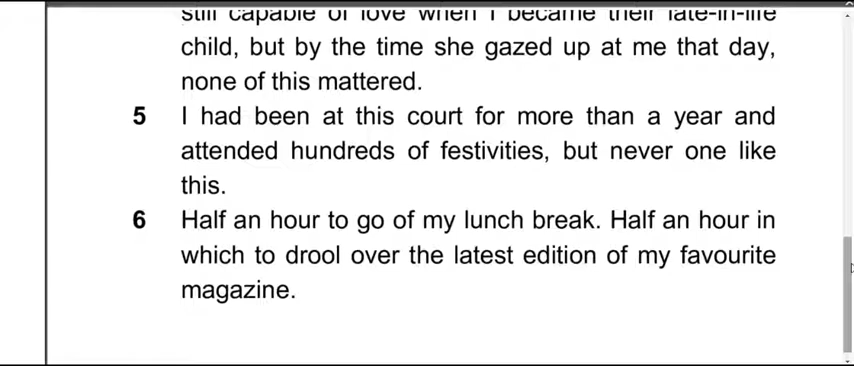 still capable of love when I became their late-in-life
child, but by the time she gazed up at me that day,
none of this mattered.
5 I had been at this court for more than a year and
attended hundreds of festivities, but never one like
this.
6 Half an hour to go of my lunch break. Half an hour in
which to drool over the latest edition of my favourite
magazine.